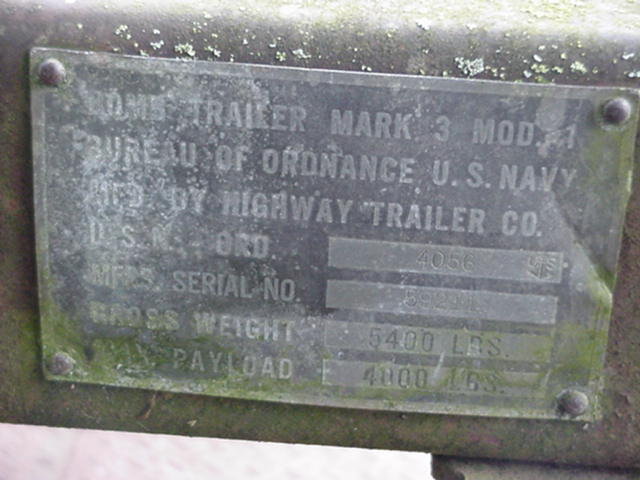 BOMB TRAILER MARK 3 MOD. 1
BUREAU OF ORDNANCE U.S. NAVY
MFD. BY HIGHWAY TRAILER CO.
U.S.N. - ORD. 4056
MFRS. SERIAL NO.
GROSS WEIGHT 5400 LBS.
MAX. PAYLOAD 4000 LBS.